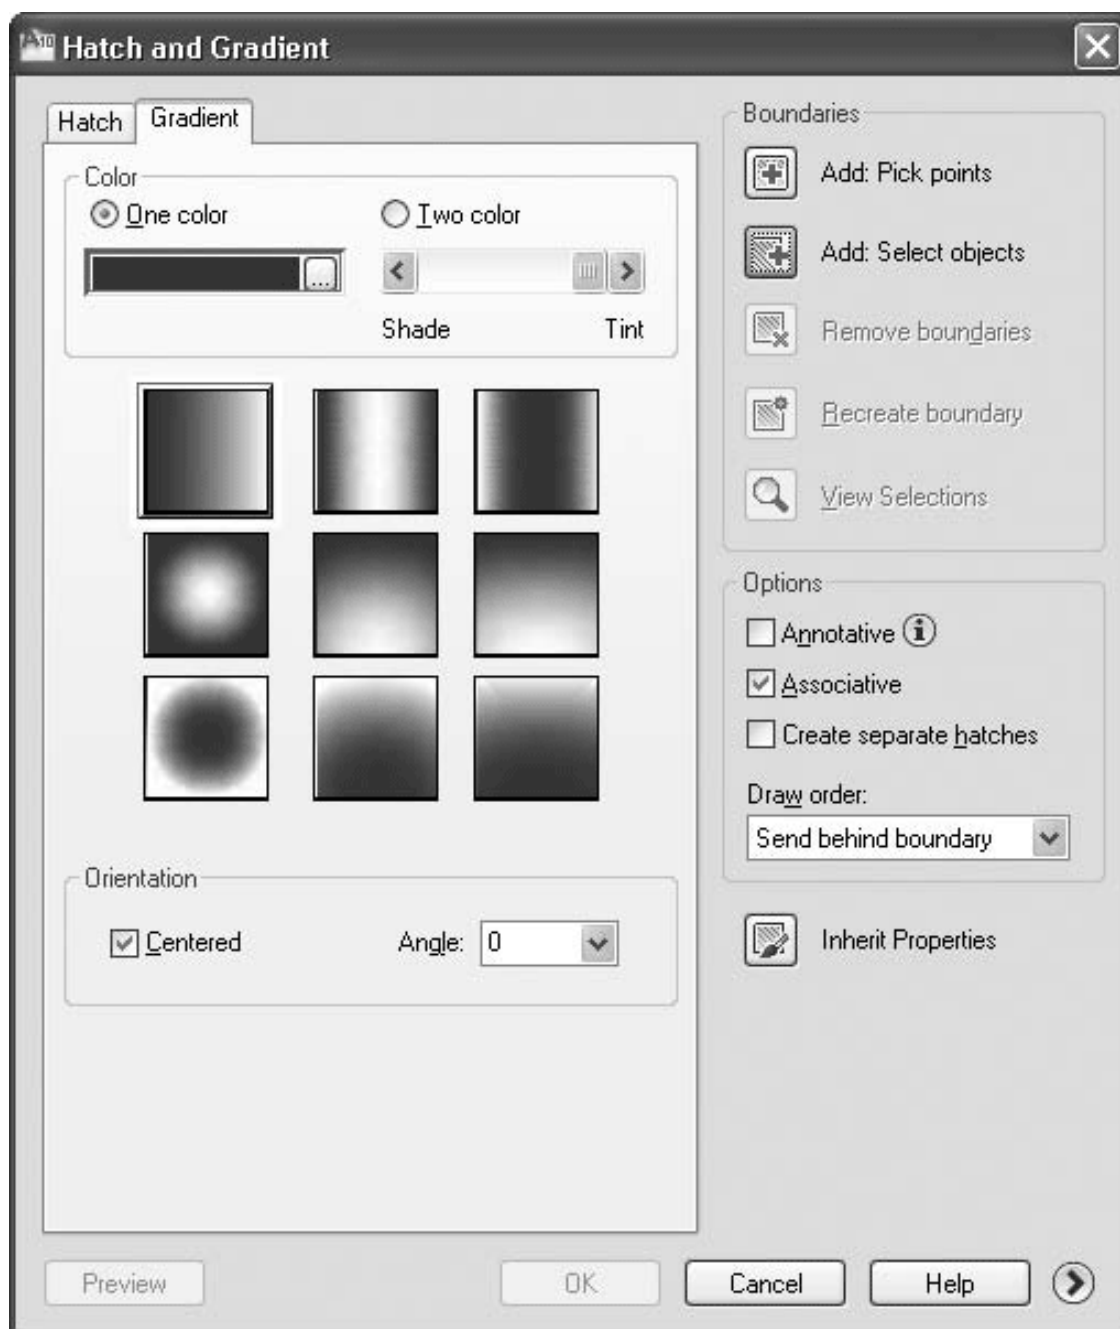 Hatch and Gradient
Hatch
Gradient
Color
One color
Two color
...
Shade
Tint
Orientation
Centered
Angle:
0
Boundaries
Add: Pick points
Add: Select objects
Remove boundaries
Recreate boundary
View Selections
Options
Annotative
Associative
Create separate hatches
Draw order:
Send behind boundary
Inherit Properties
Preview
OK
Cancel
Help